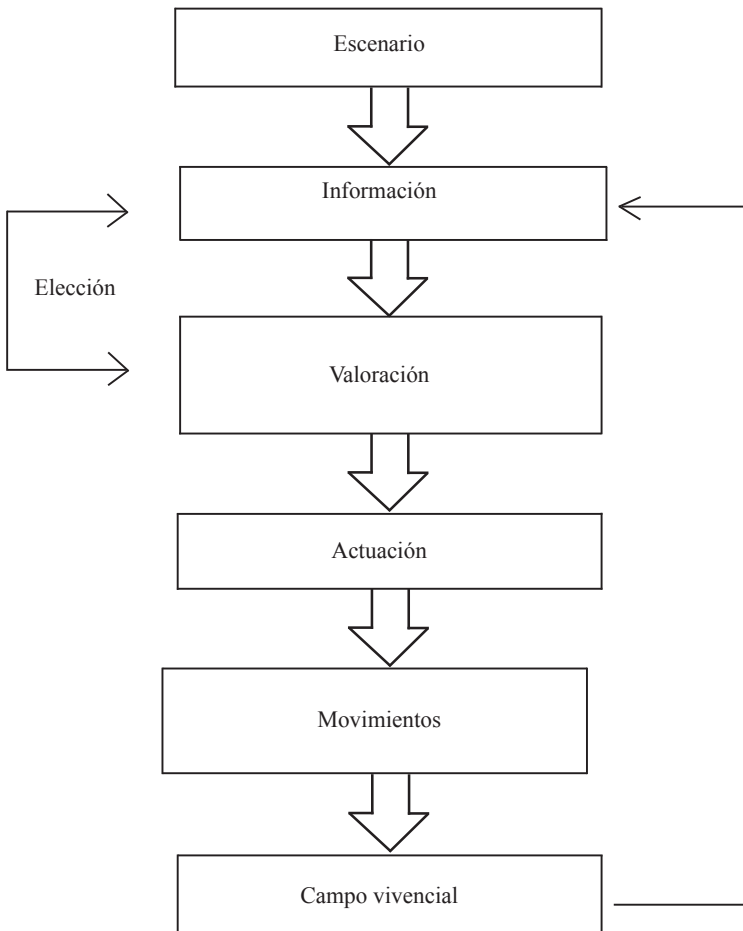 Escenario
Información
Elección
Valoración
Actuación
Movimientos
Campo vivencial